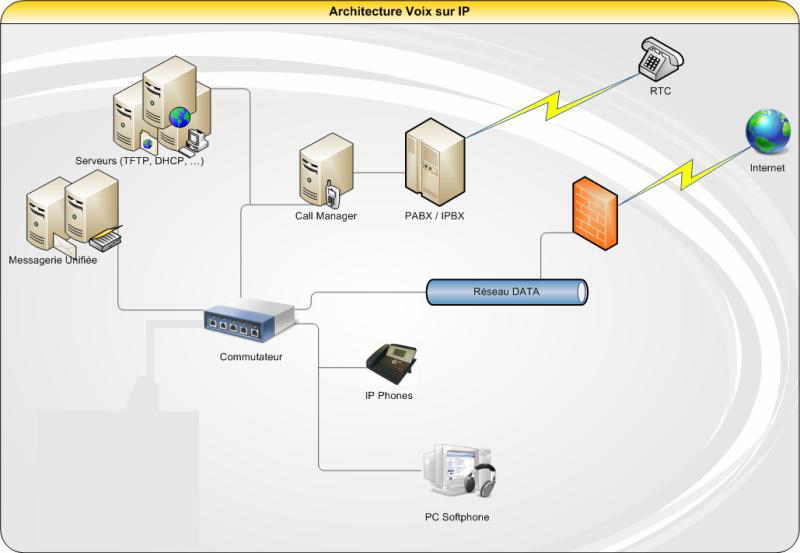 Architecture Voix sur IP
RTC
Internet
Serveurs (TFTP, DHCP, ...)
Call Manager
PABX / IPBX
Messagerie Unifiée
Réseau DATA
Commutateur
IP Phones
PC Softphone